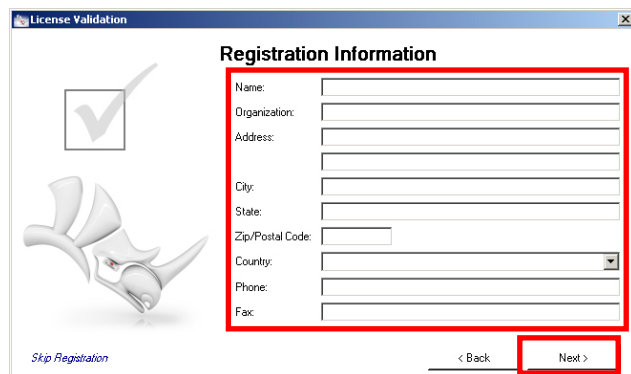 License Validation
Registration Information
Name:
Organization:
Address:
City:
State:
Zip/Postal Code:
Country:
Phone:
Fax:
Skip Registration
< Back
Next >